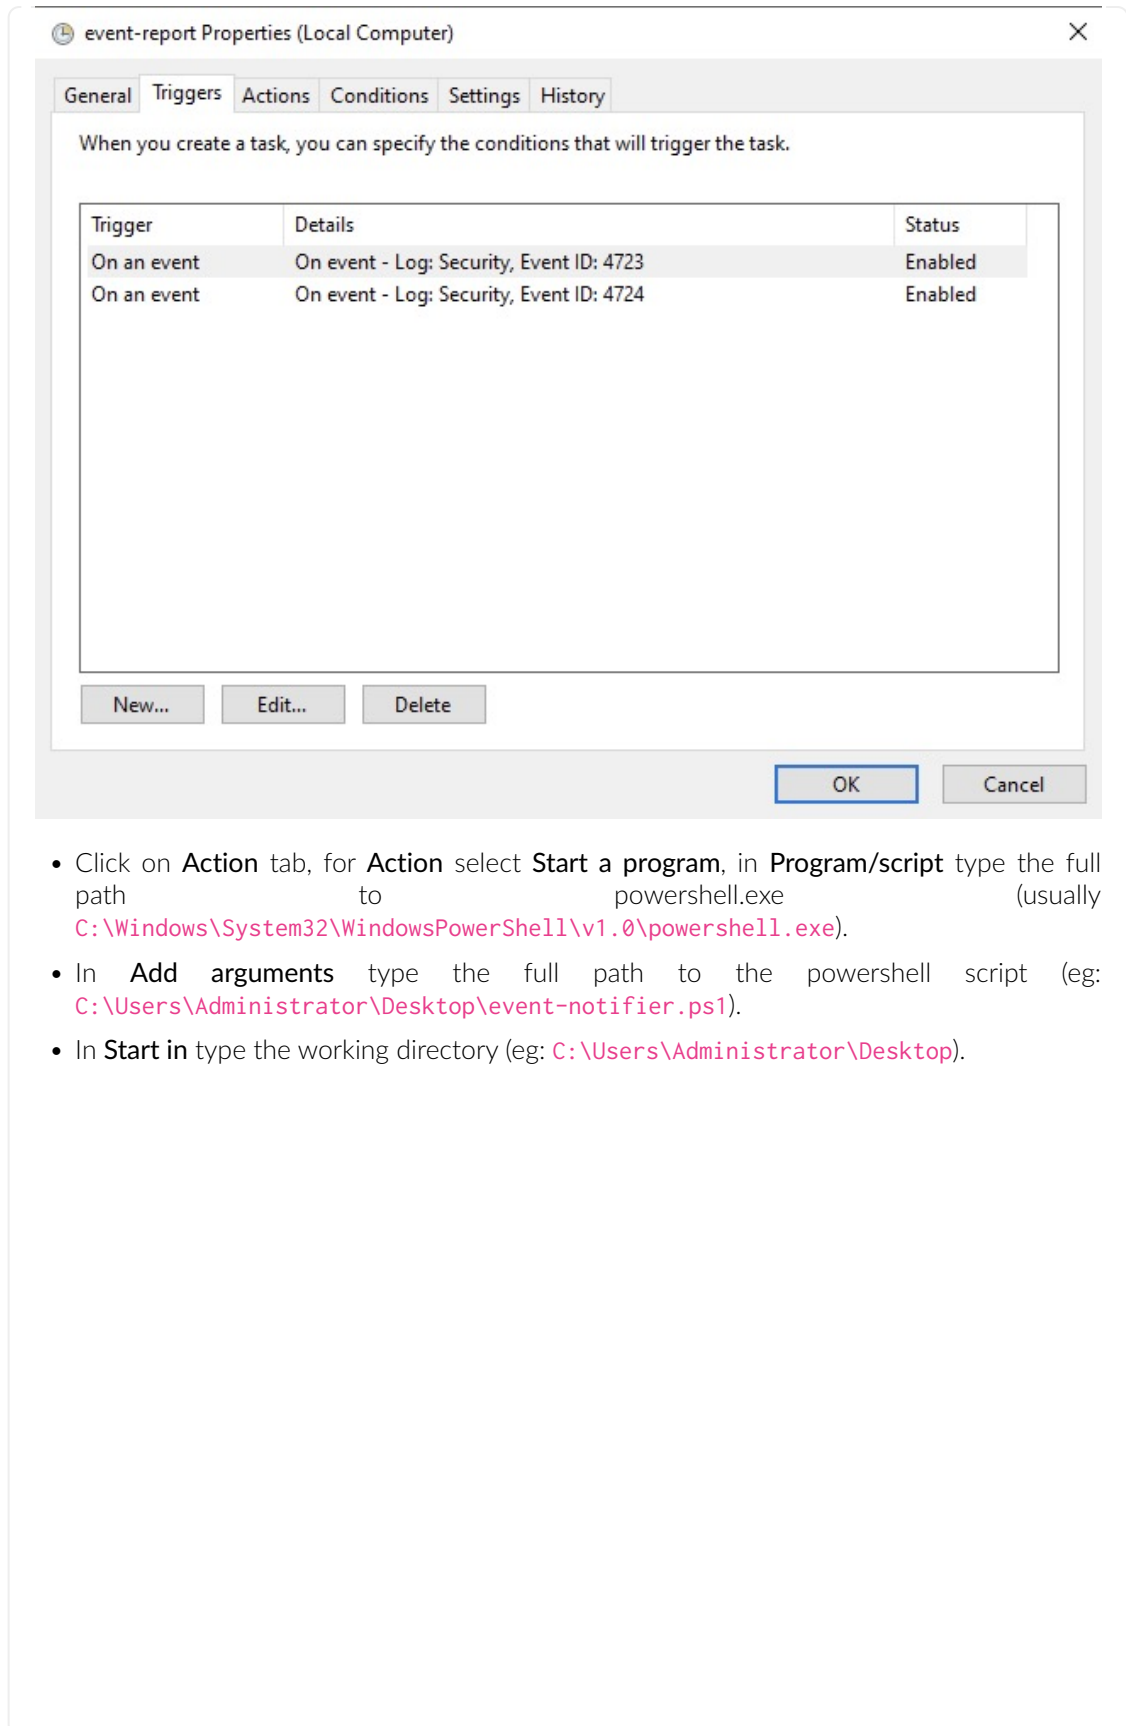 event-report Properties (Local Computer)
General Triggers Actions Conditions Settings History
When you create a task, you can specify the conditions that will trigger the task.
Trigger Details Status
On an event On event - Log: Security, Event ID: 4723 Enabled
On an event On event - Log: Security, Event ID: 4724 Enabled
New... Edit... Delete
OK Cancel
• Click on Action tab, for Action select Start a program, in Program/script type the full
path to powershell.exe (usually
C:\Windows\System32\WindowsPowerShell\v1.0\powershell.exe).
• In Add arguments type the full path to the powershell script (eg:
C:\Users\Administrator\Desktop\event-notifier.ps1).
• In Start in type the working directory (eg: C:\Users\Administrator\Desktop).